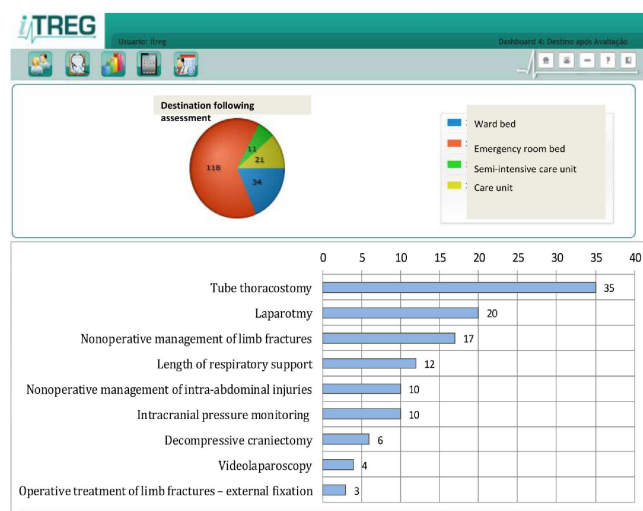 iTREG
Usuario: itreg
Dashboard 4: Destino após Avaliação
Destination following
assessment
118
11
21
34
Ward bed
Emergency room bed
Semi-intensive care unit
Care unit
0 5 10 15 20 25 30 35 40
Tube thoracostomy 35
Laparotmy 20
Nonoperative management of limb fractures 17
Length of respiratory support 12
Nonoperative management of intra-abdominal injuries 10
Intracranial pressure monitoring 10
Decompressive craniectomy 6
Videolaparoscopy 4
Operative treatment of limb fractures – external fixation 3